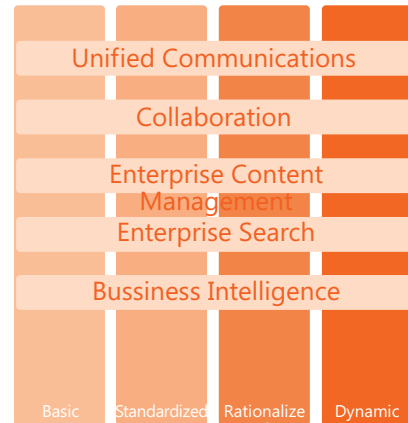 Unified Communications
Collaboration
Enterprise Content
Management
Enterprise Search
Bussiness Intelligence
Basic Standardized Rationalize Dynamic